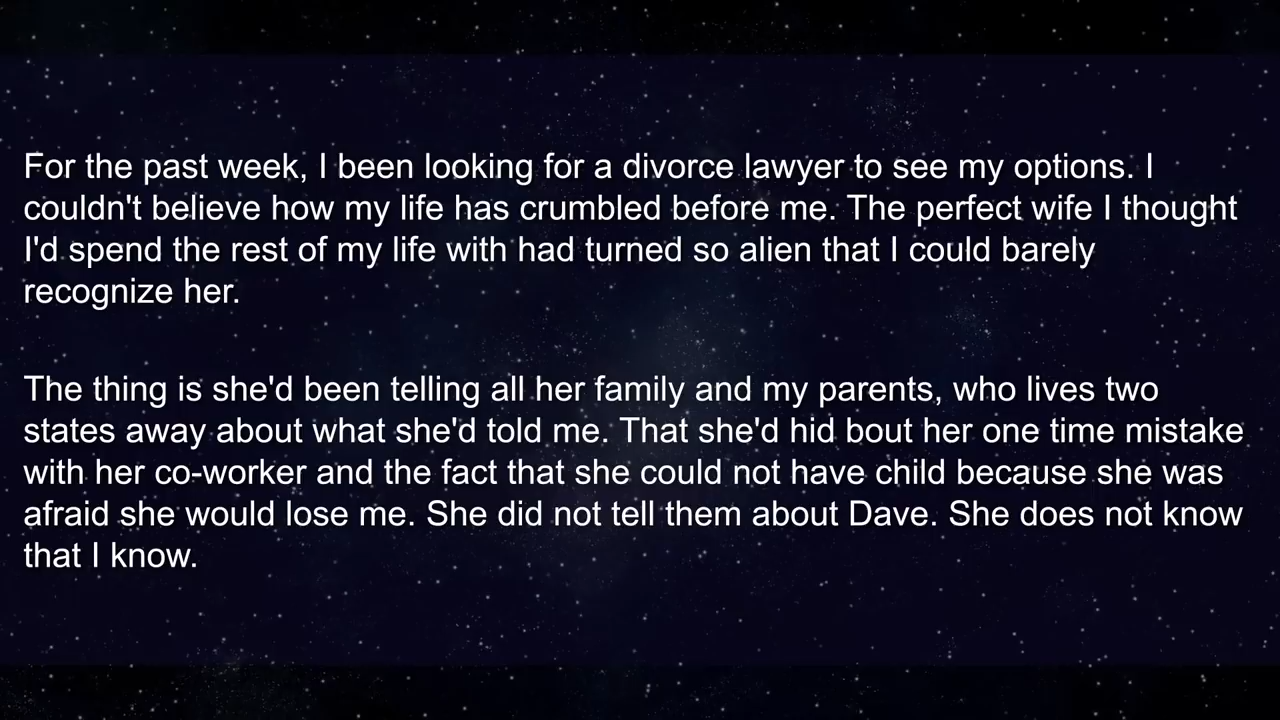 For the past week, I been looking for a divorce lawyer to see my options. I
couldn't believe how my life has crumbled before me. The perfect wife I thought
I'd spend the rest of my life with had turned so alien that I could barely
recognize her.
The thing is she'd been telling all her family and my parents, who lives two
states away about what she'd told me. That she'd hid bout her one time mistake
with her co-worker and the fact that she could not have child because she was
afraid she would lose me. She did not tell them about Dave. She does not know
that I know.